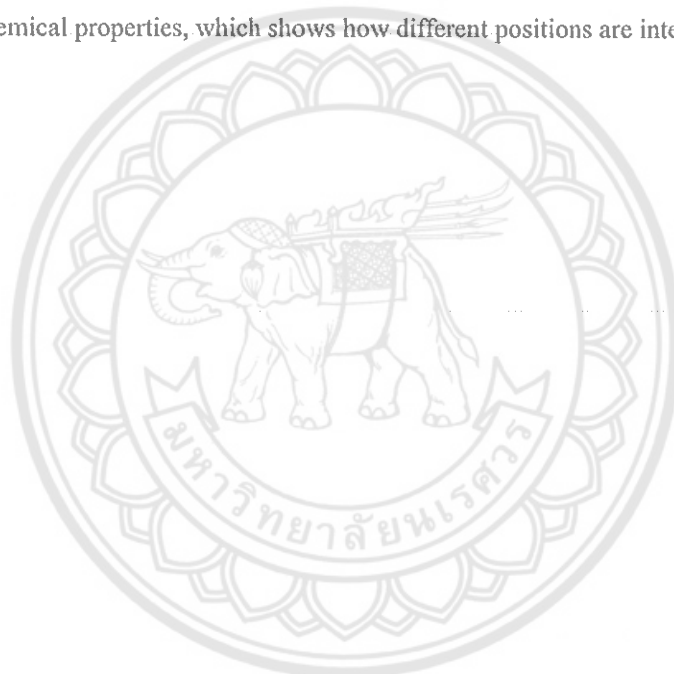 emical properties, which shows how different positions are inte
มหาวิทยาลัยนเรศวร